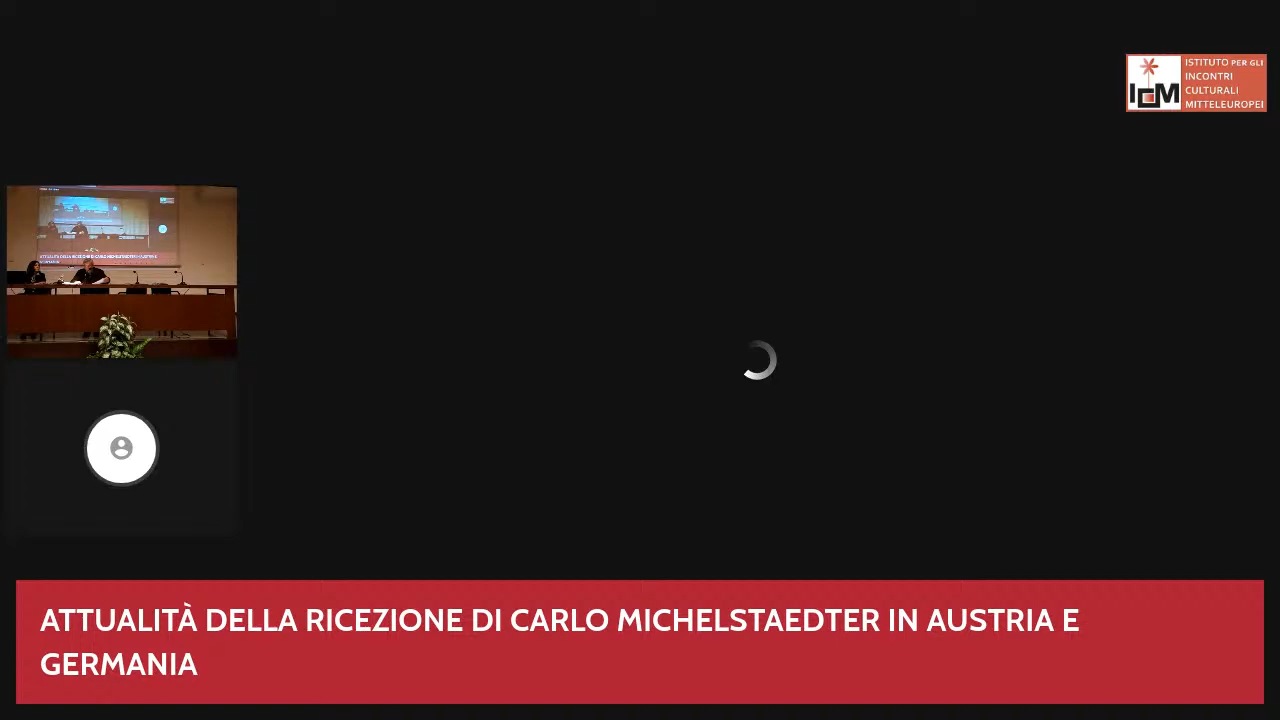 ISTITUTO PER GLI
INCONTRI
CULTURALI
MITTELEUROPEI
ICM
ATTUALITÀ DELLA RICEZIONE DI CARLO MICHELSTAEDTER IN AUSTRIA E
GERMANIA